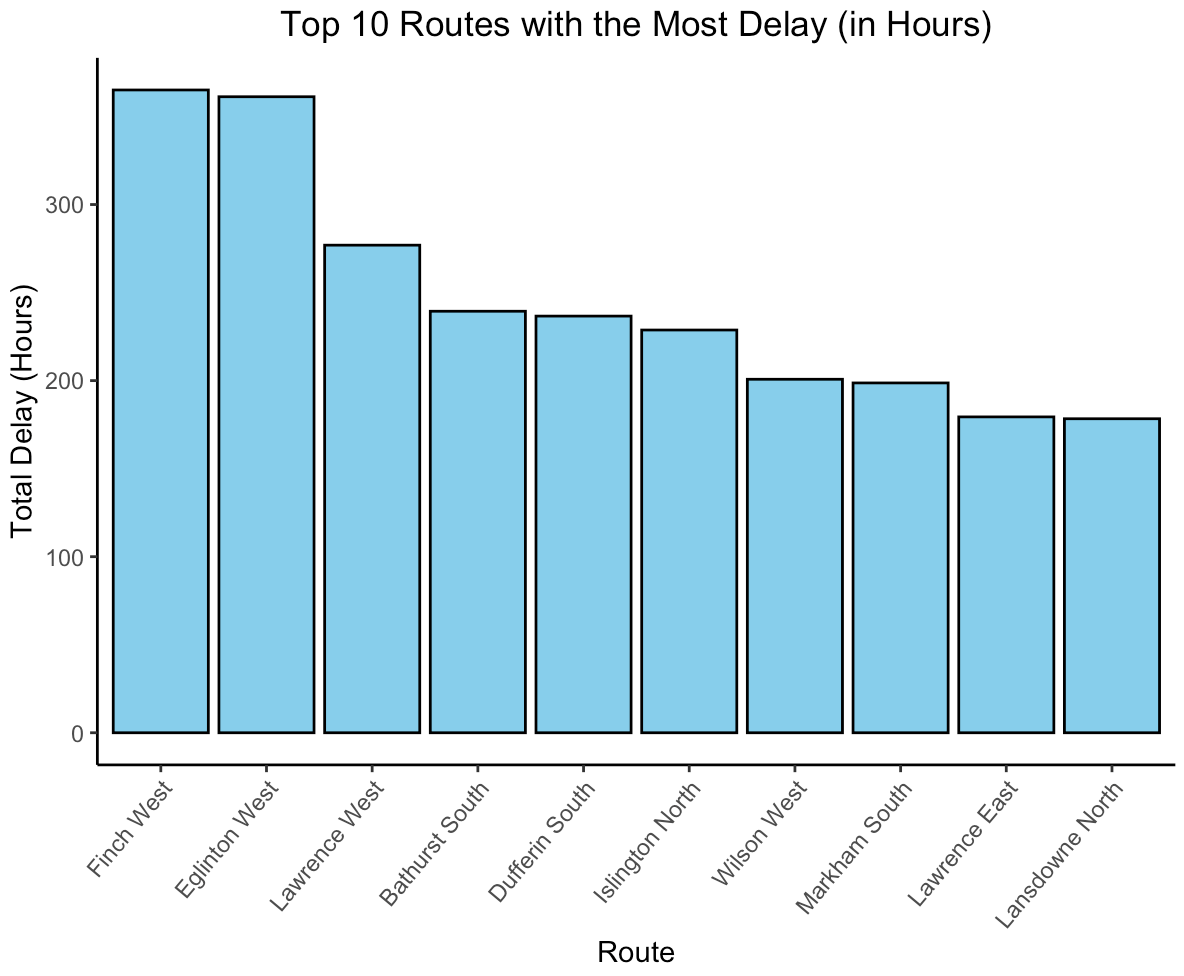 Top 10 Routes with the Most Delay (in Hours)
Total Delay (Hours)
300
200
100
0
Finch West
Eglinton West
Lawrence West
Bathurst South
Dufferin South
Islington North
Wilson West
Markham South
Lawrence East
Lansdowne North
Route